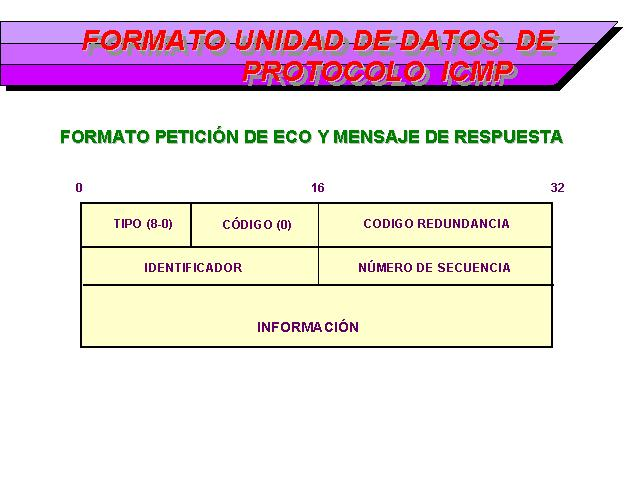 FORMATO UNIDAD DE DATOS DE
PROTOCOLO ICMP
FORMATO PETICIÓN DE ECO Y MENSAJE DE RESPUESTA
0 16 32
TIPO (8-0) CÓDIGO (0) CODIGO REDUNDANCIA
IDENTIFICADOR NÚMERO DE SECUENCIA
INFORMACIÓN